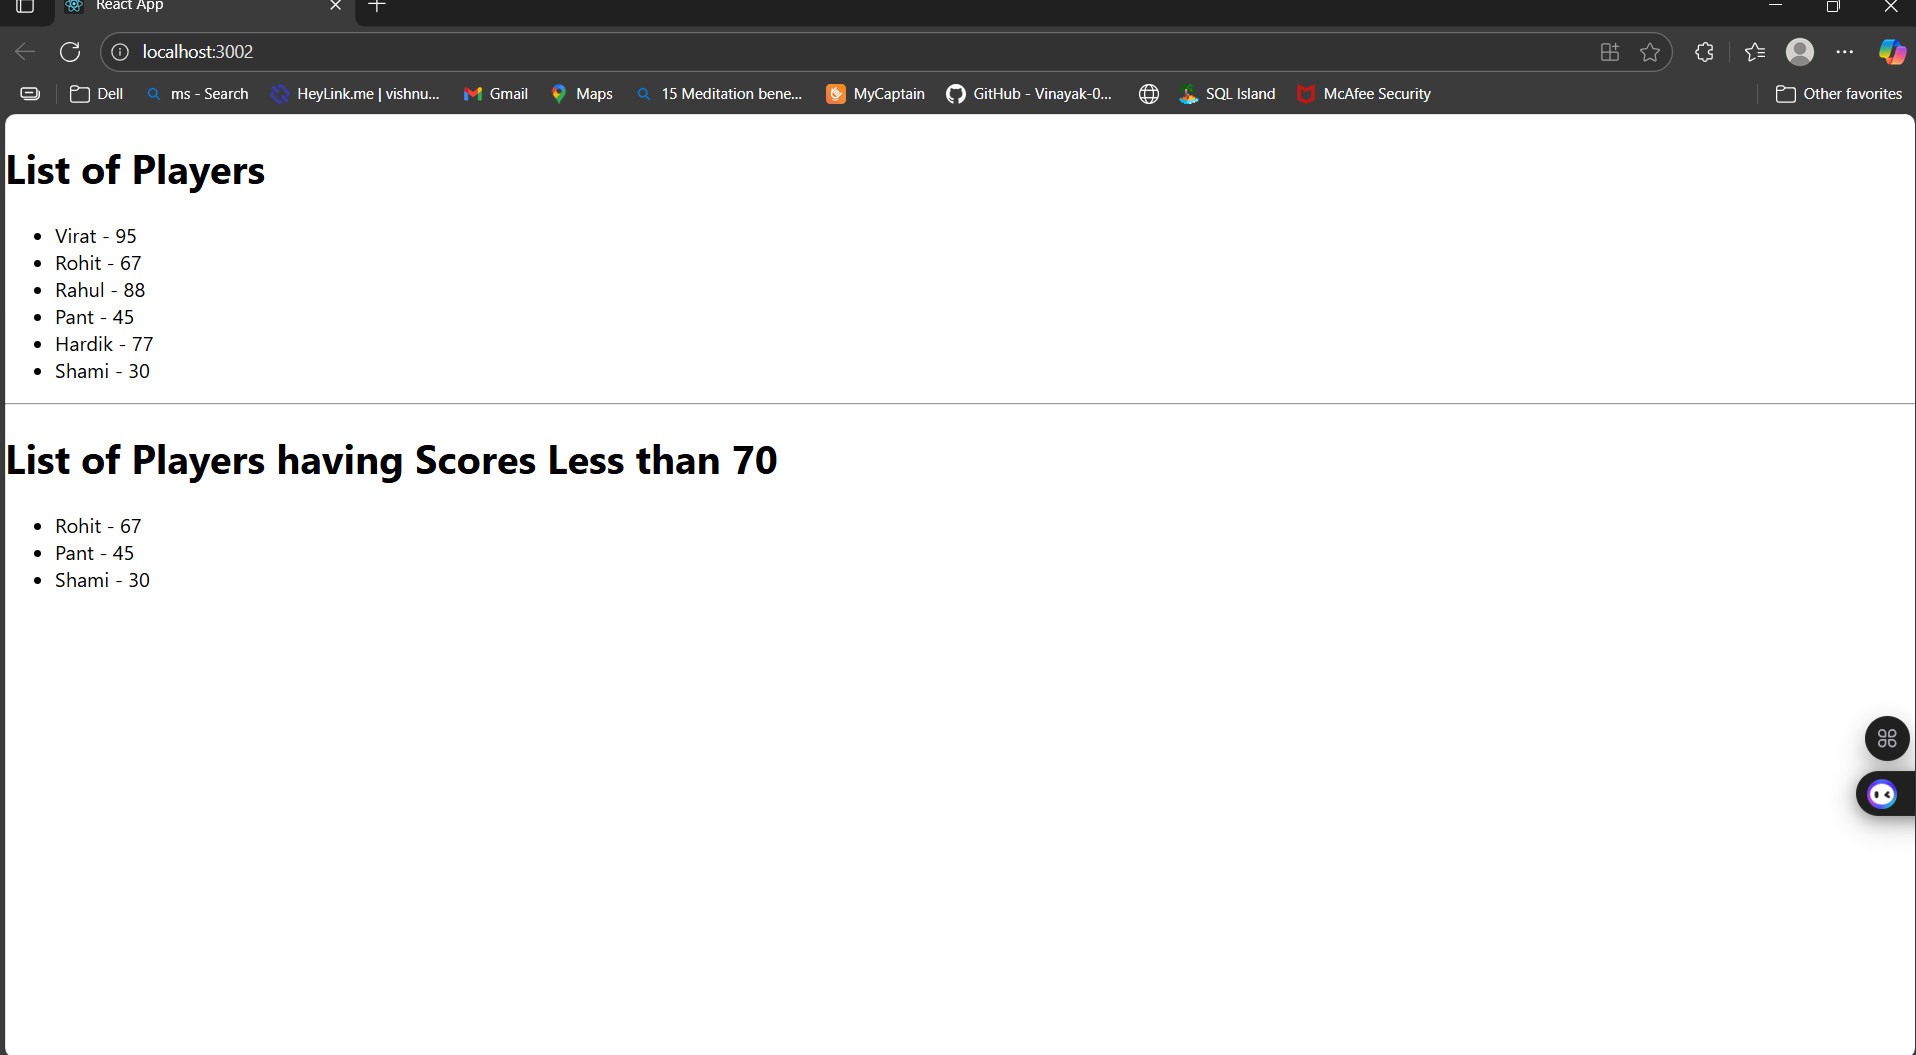 React App
localhost:3002
Dell
ms - Search
HeyLink.me | vishnu...
Gmail
Maps
15 Meditation bene...
MyCaptain
GitHub - Vinayak-0...
SQL Island
McAfee Security
Other favorites
List of Players
Virat - 95
Rohit - 67
Rahul - 88
Pant - 45
Hardik - 77
Shami - 30
List of Players having Scores Less than 70
Rohit - 67
Pant - 45
Shami - 30